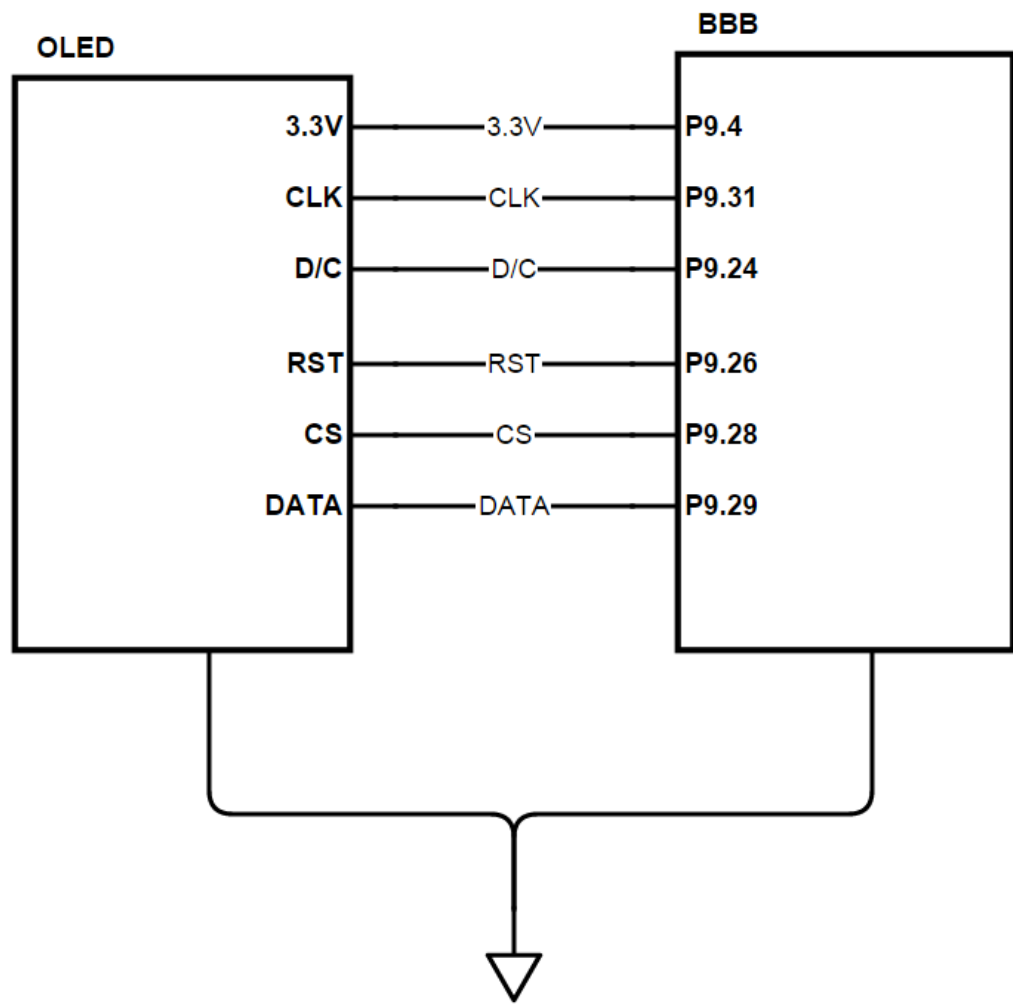 OLED
BBB
3.3V 3.3V P9.4
CLK CLK P9.31
D/C D/C P9.24
RST RST P9.26
CS CS P9.28
DATA DATA P9.29